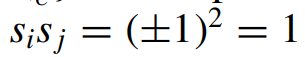 sᵢsⱼ = (±1)² = 1